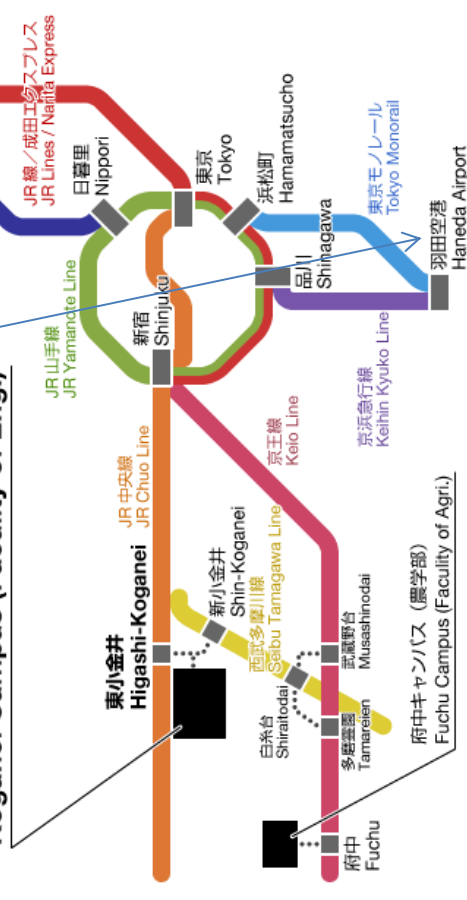 JR線／成田エクスプレス
JR Lines / Narita Express
日暮里
Nippori
東京
Tokyo
浜松町
Hamamatsucho
東京モノレール
Tokyo Monorail
羽田空港
Haneda Airport
品川
Shinagawa
新宿
Shinjuku
JR山手線
JR Yamanote Line
京浜急行線
Keihin Kyuko Line
京王線
Keio Line
JR中央線
JR Chuo Line
東小金井
Higashi-Koganei
新小金井
Shin-Koganei
西武多摩川線
Seibu Tamagawa Line
白糸台
Shiraitodai
武蔵野台
Musashinodai
多磨霊園
Tamareien
府中
Fuchu
府中キャンパス（農学部）
Fuchu Campus (Faculity of Agri.)